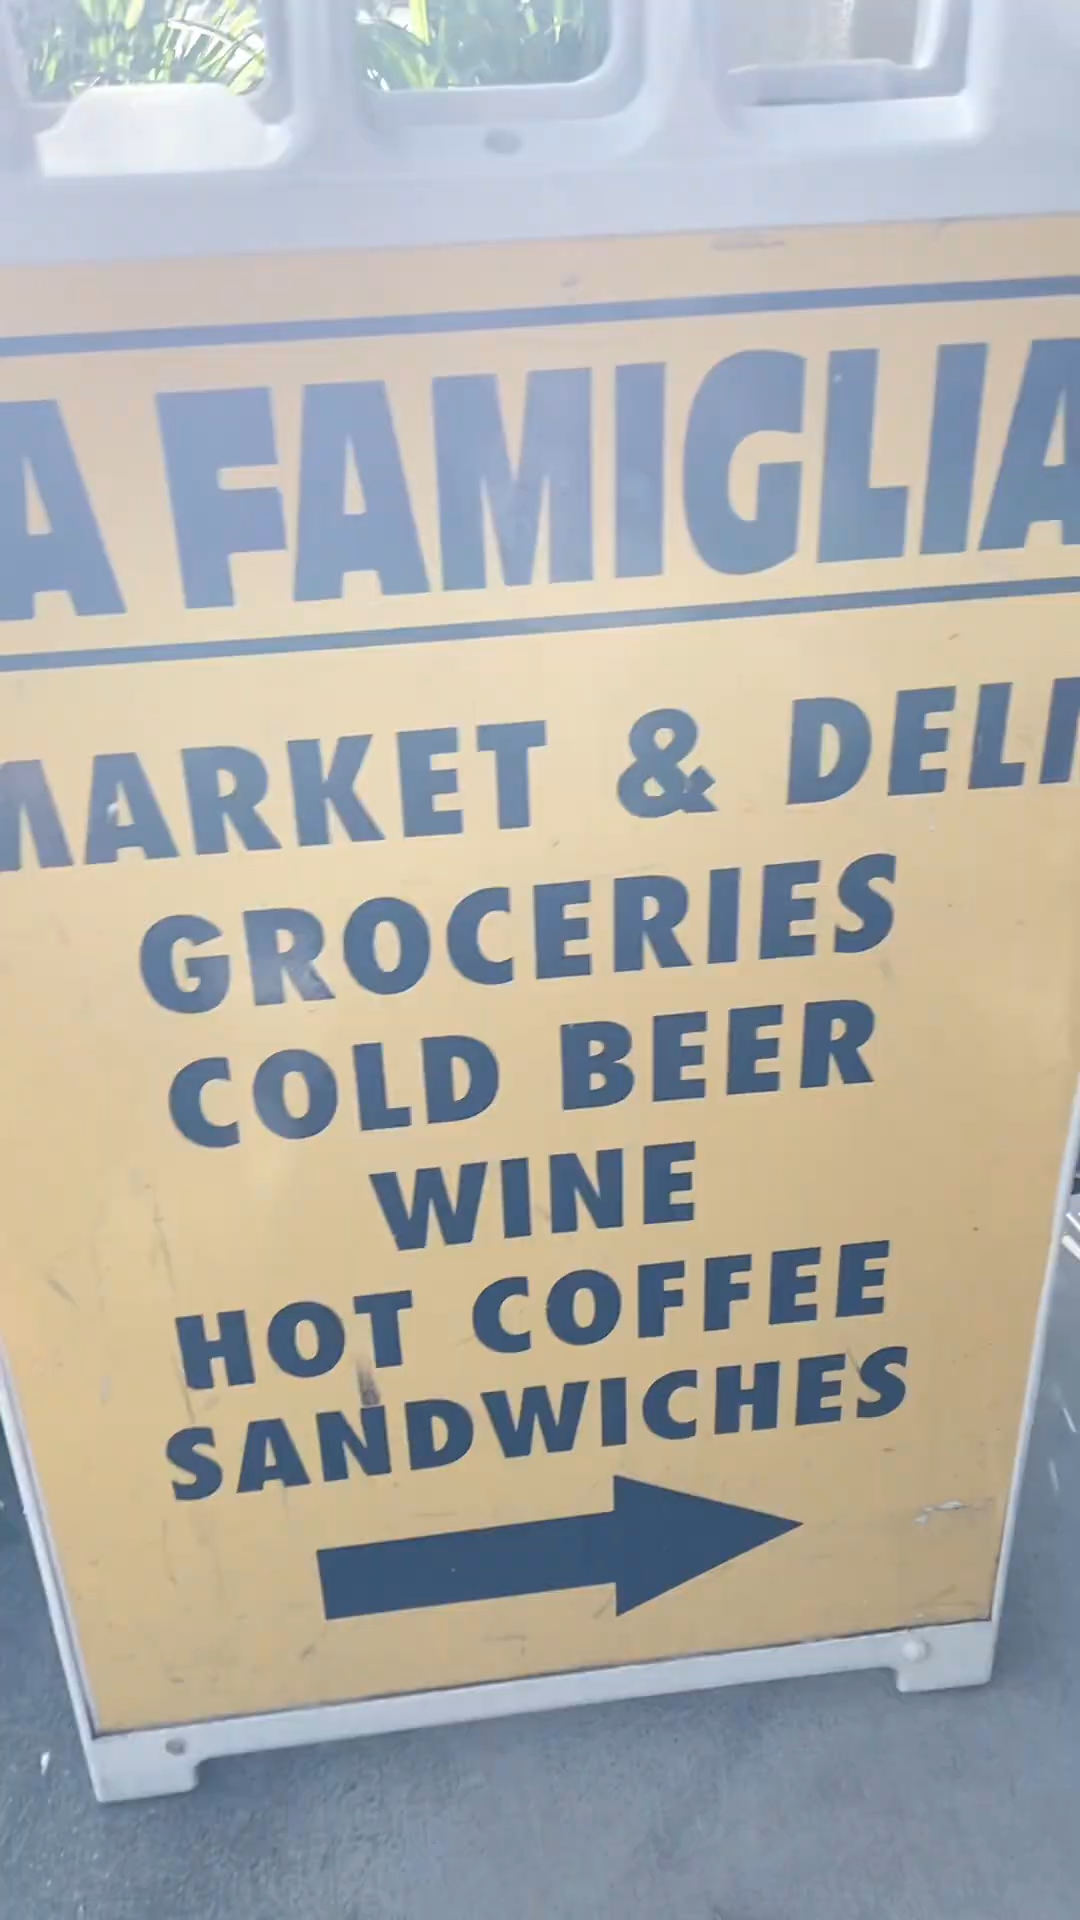 A FAMIGLIA
MARKET & DELI
GROCERIES
COLD BEER
WINE
HOT COFFEE
SANDWICHES